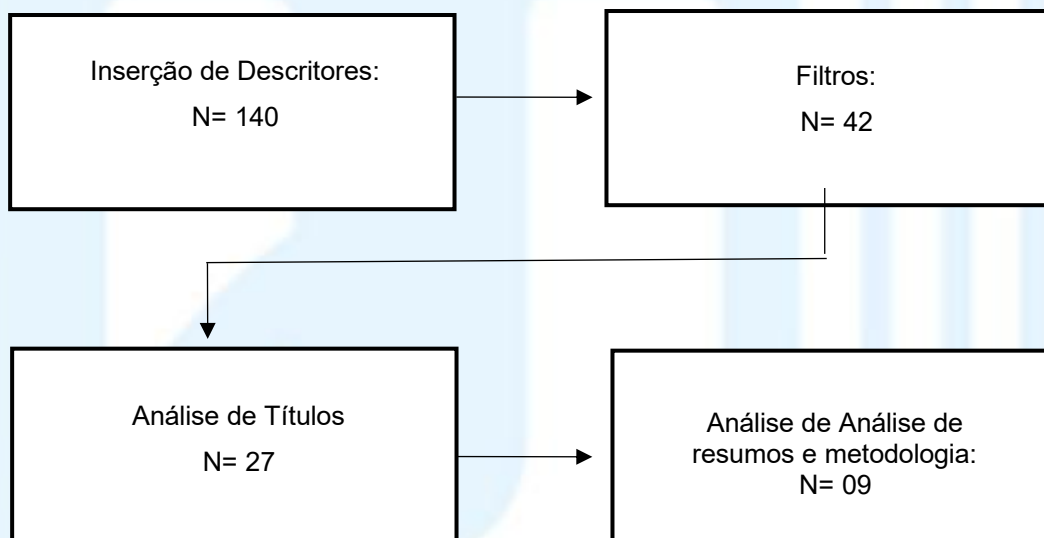 Inserção de Descritores:
N= 140
Filtros:
N= 42
Análise de Títulos
N= 27
Análise de Análise de
resumos e metodologia:
N= 09